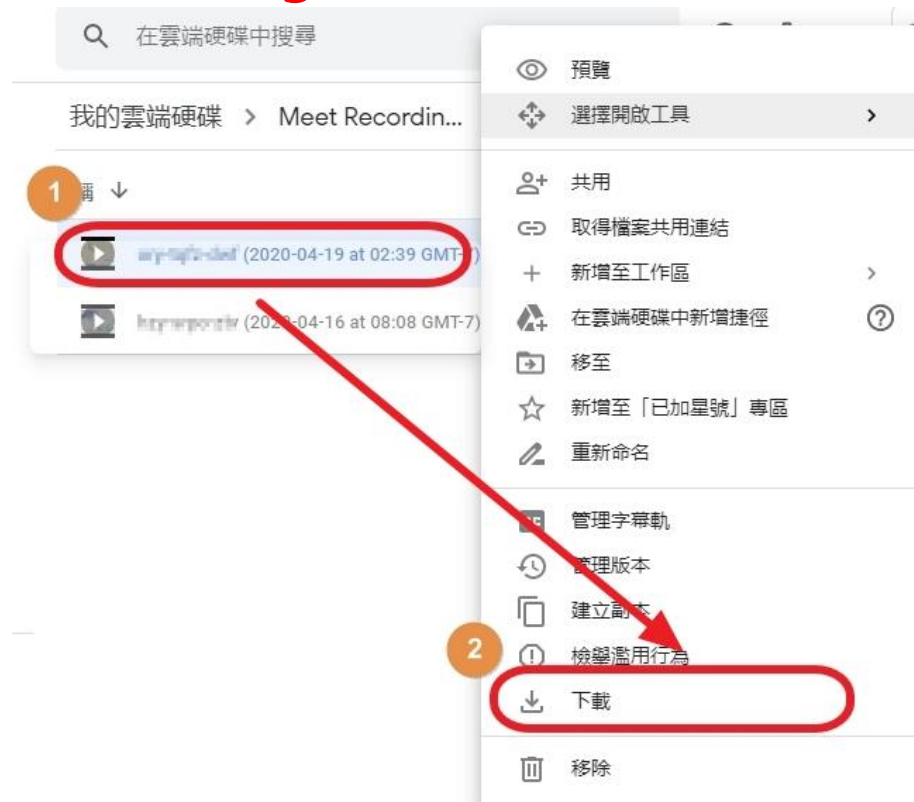 在雲端硬碟中搜尋
我的雲端硬碟 > Meet Recordin...
1
稱 ↓
(2020-04-19 at 02:39 GMT-7)
(2020-04-16 at 08:08 GMT-7)
預覽
選擇開啟工具
共用
取得檔案共用連結
新增至工作區
在雲端硬碟中新增捷徑
移至
新增至「已加星號」專區
重新命名
管理字幕軌
管理版本
建立副本
2
檢舉濫用行為
下載
移除